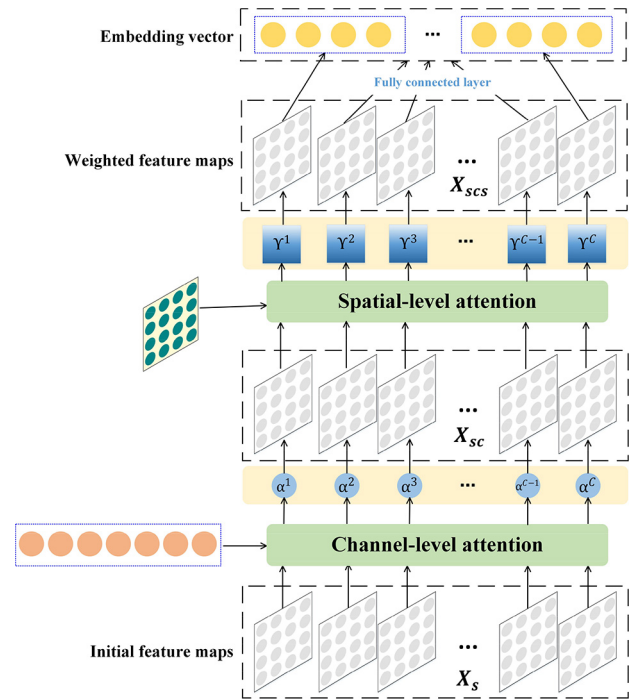 Embedding vector
...
Fully connected layer
Weighted feature maps
...
X_scs
ϒ^1 ϒ^2 ϒ^3 ... ϒ^{C−1} ϒ^C
Spatial-level attention
...
X_sc
α^1 α^2 α^3 ... α^{C−1} α^C
Channel-level attention
Initial feature maps
...
X_s